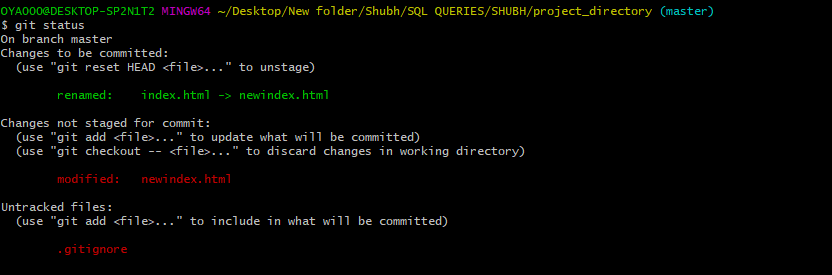 OYAQOO@DESKTOP-SP2N1T2 MINGW64 ~/Desktop/New folder/Shubh/SQL QUERIES/SHUBH/project_directory (master)
$ git status
On branch master
Changes to be committed:
  (use "git reset HEAD <file>..." to unstage)
        renamed:    index.html -> newindex.html
Changes not staged for commit:
  (use "git add <file>..." to update what will be committed)
  (use "git checkout -- <file>..." to discard changes in working directory)
        modified:   newindex.html
Untracked files:
  (use "git add <file>..." to include in what will be committed)
        .gitignore